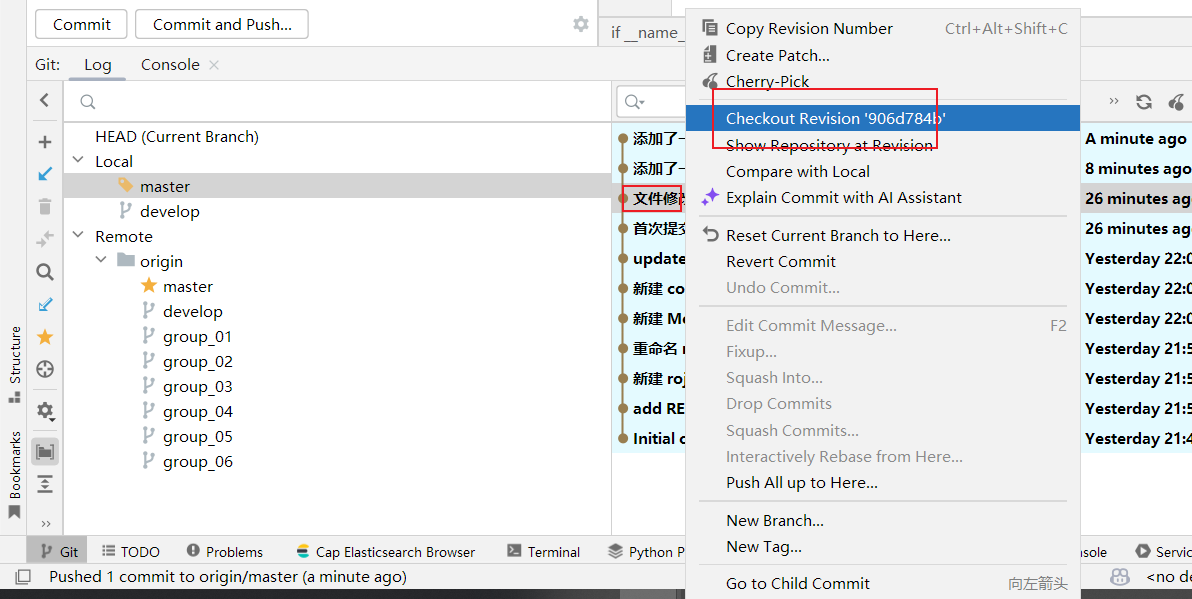 Commit
Commit and Push...
if __name_
Git:
Log
Console
HEAD (Current Branch)
Local
master
develop
Remote
origin
master
develop
group_01
group_02
group_03
group_04
group_05
group_06
Structure
Bookmarks
添加了一
添加了一
文件修
首次提交
update
新建 co
新建
重命名
新建
add RE
Initial c
Copy Revision Number Ctrl+Alt+Shift+C
Create Patch...
Cherry-Pick
Checkout Revision '906d784b'
Show Repository at Revision
Compare with Local
Explain Commit with AI Assistant
Reset Current Branch to Here...
Revert Commit
Undo Commit...
Edit Commit Message... F2
Fixup...
Squash Into...
Drop Commits
Squash Commits...
Interactively Rebase from Here...
Push All up to Here...
New Branch...
New Tag...
Go to Child Commit 向左箭头
A minute ago
8 minutes ago
26 minutes ag
26 minutes ag
Yesterday 22:0
Yesterday 22:0
Yesterday 22:0
Yesterday 21:5
Yesterday 21:5
Yesterday 21:5
Yesterday 21:4
Git
TODO
Problems
Cap Elasticsearch Browser
Terminal
Python P
nsole
Servic
Pushed 1 commit to origin/master (a minute ago)
<no de